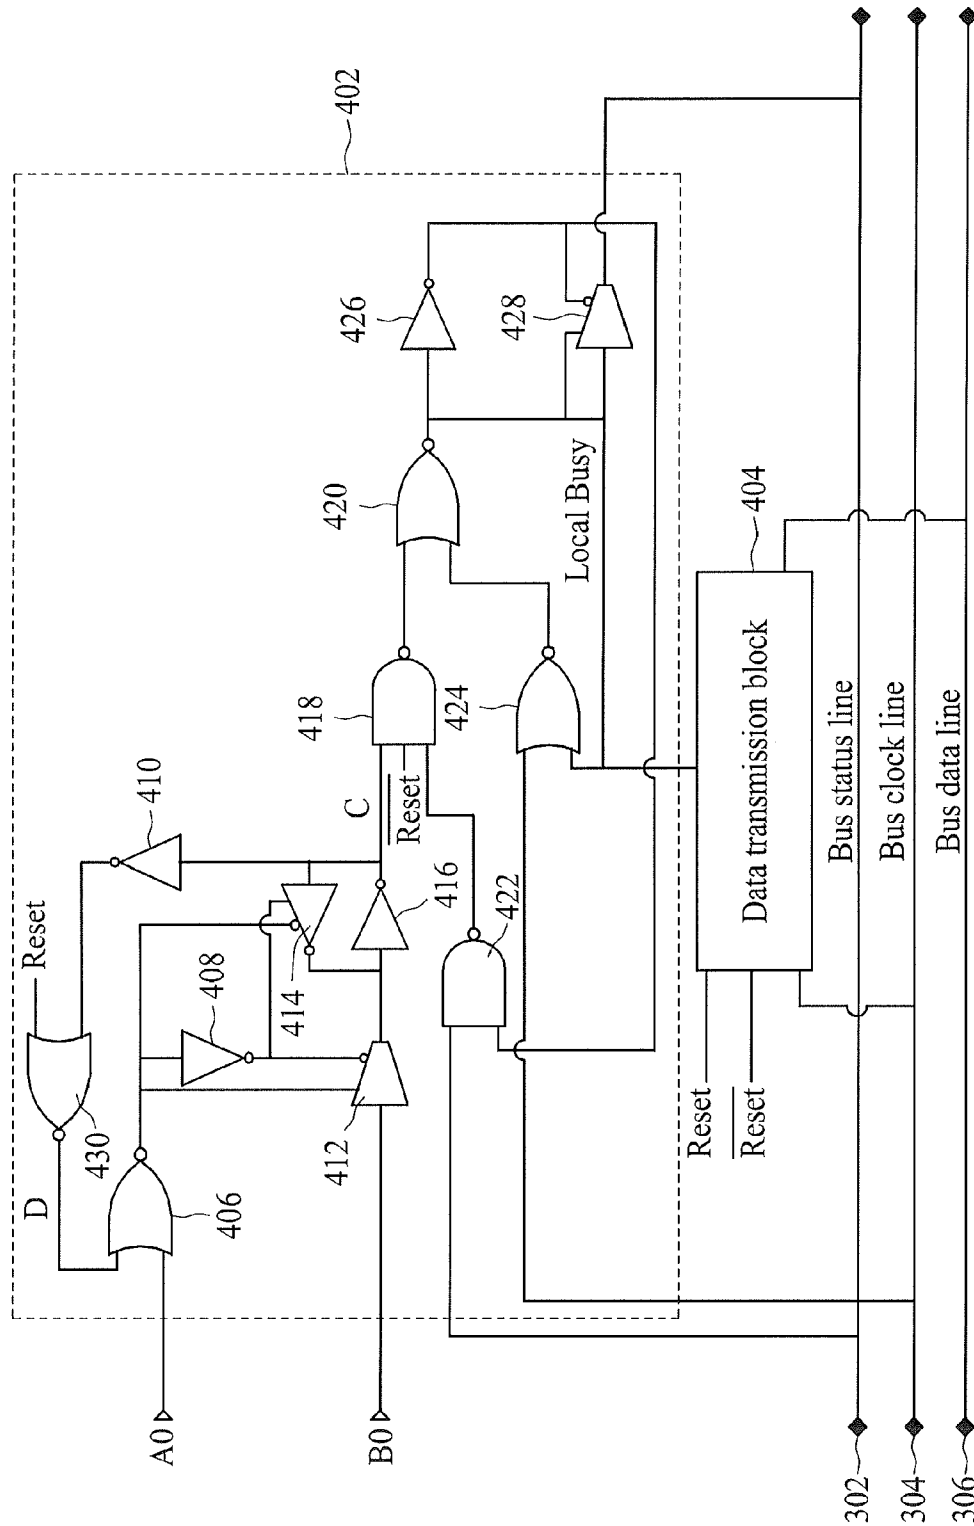 402
Reset
430
D
406
408
410
414
416
412
C
Reset
418
420
422
424
426
428
Local Busy
A0
B0
Reset
Reset
Data transmission block
404
Bus status line
Bus clock line
Bus data line
302
304
306